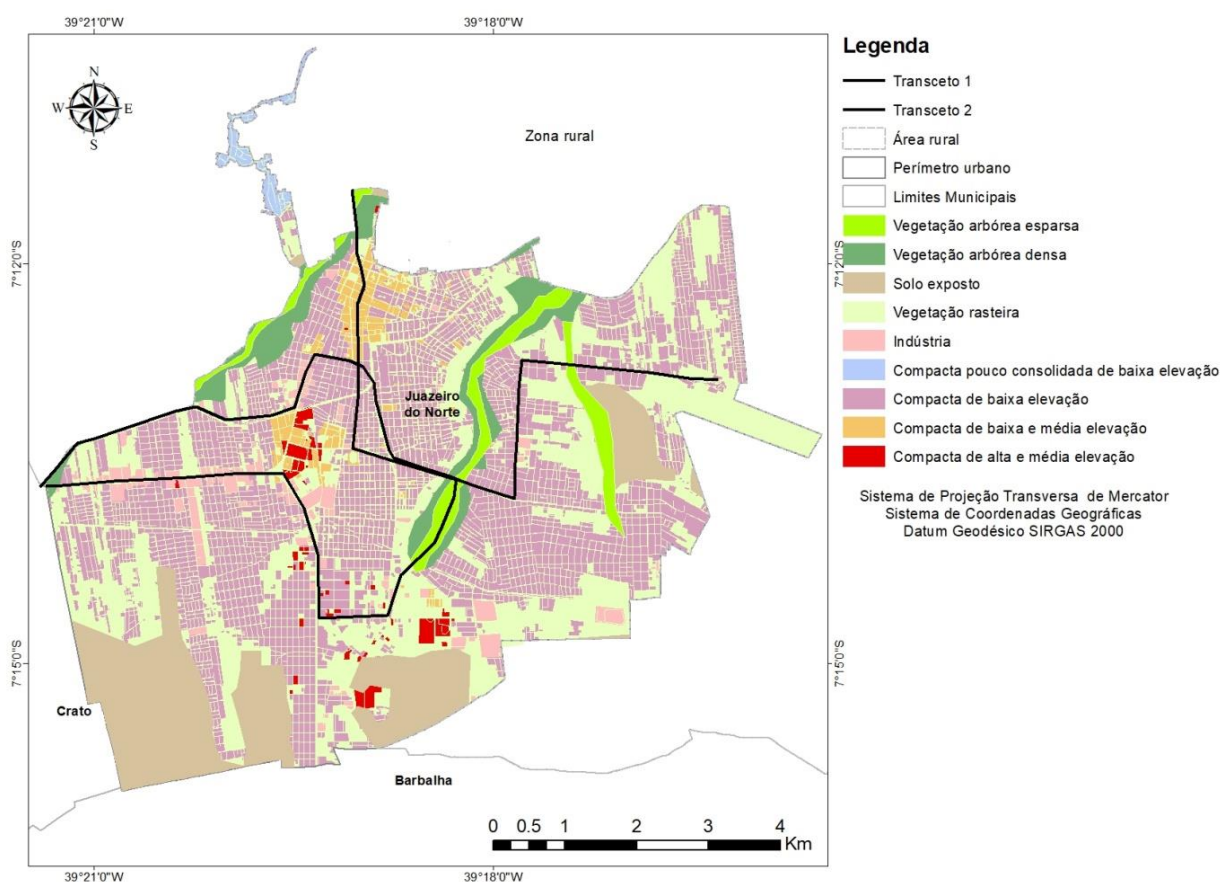 39°21'0"W
39°18'0"W
N
W
E
S
Zona rural
7°12'0"S
7°12'0"S
Juazeiro
do Norte
7°15'0"S
7°15'0"S
Crato
Barbalha
0 0.5 1 2 3 4
Km
39°21'0"W
39°18'0"W
Legenda
Transceto 1
Transceto 2
Área rural
Perímetro urbano
Limites Municipais
Vegetação arbórea esparsa
Vegetação arbórea densa
Solo exposto
Vegetação rasteira
Indústria
Compacta pouco consolidada de baixa elevação
Compacta de baixa elevação
Compacta de baixa e média elevação
Compacta de alta e média elevação
Sistema de Projeção Transversa de Mercator
Sistema de Coordenadas Geográficas
Datum Geodésico SIRGAS 2000